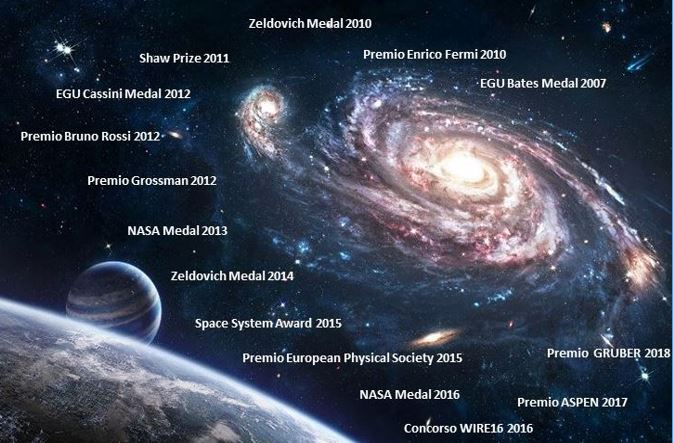 Zeldovich Medal 2010
Premio Enrico Fermi 2010
Shaw Prize 2011
EGU Bates Medal 2007
EGU Cassini Medal 2012
Premio Bruno Rossi 2012
Premio Grossman 2012
NASA Medal 2013
Zeldovich Medal 2014
Space System Award 2015
Premio European Physical Society 2015
Premio  GRUBER 2018
NASA Medal 2016
Premio ASPEN 2017
Concorso WIRE16 2016